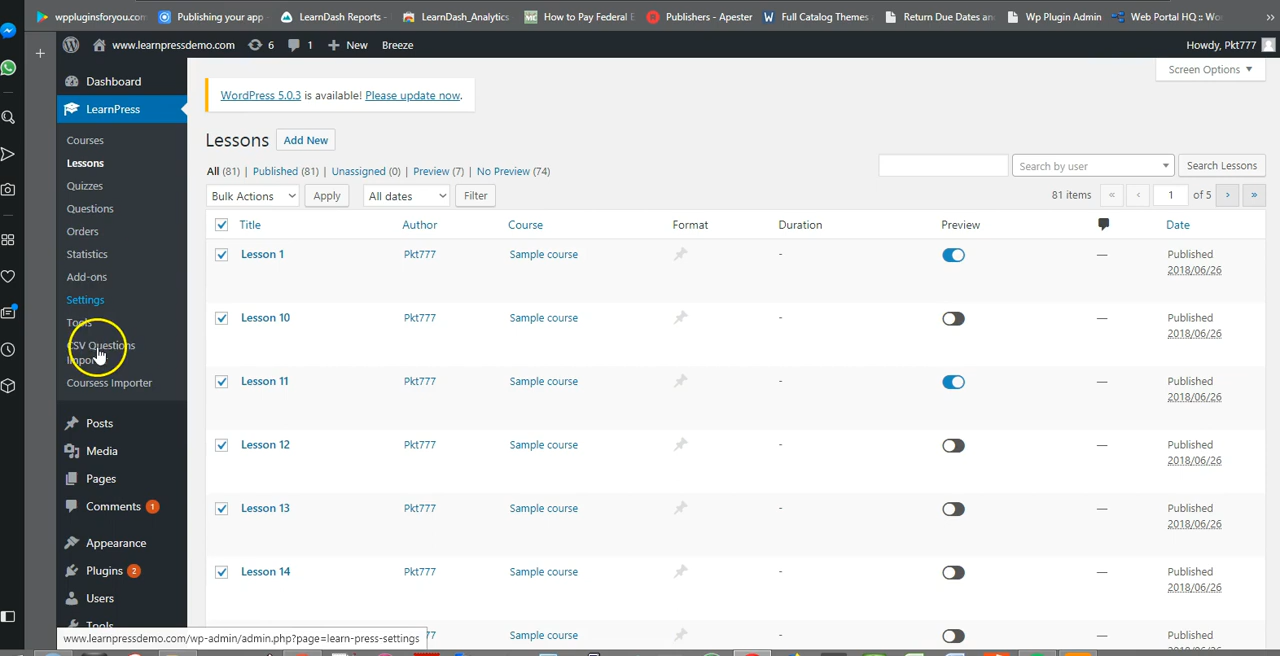 wppluginsforyou.com
Publishing your app
LearnDash Reports -
LearnDash_Analytics
How to Pay Federal E
Publishers - Apester
Full Catalog Themes
Return Due Dates an
Wp Plugin Admin
Web Portal HQ :: Wo
www.learnpressdemo.com
6
1
New
Breeze
Howdy, Pkt777
Screen Options
Dashboard
LearnPress
Courses
Lessons
Quizzes
Questions
Orders
Statistics
Add-ons
Settings
Tools
CSV Questions
Importer
Coursess Importer
Posts
Media
Pages
Comments 1
Appearance
Plugins 2
Users
Tools
WordPress 5.0.3 is available! Please update now.
Lessons Add New
All (81) | Published (81) | Unassigned (0) | Preview (7) | No Preview (74)
Search by user
Search Lessons
Bulk Actions Apply All dates Filter
81 items « ‹ 1 of 5 › »
Title Author Course Format Duration Preview Date
Lesson 1 Pkt777 Sample course - — Published
2018/06/26
Lesson 10 Pkt777 Sample course - — Published
2018/06/26
Lesson 11 Pkt777 Sample course - — Published
2018/06/26
Lesson 12 Pkt777 Sample course - — Published
2018/06/26
Lesson 13 Pkt777 Sample course - — Published
2018/06/26
Lesson 14 Pkt777 Sample course - — Published
2018/06/26
77 Sample course - — Published
www.learnpressdemo.com/wp-admin/admin.php?page=learn-press-settings